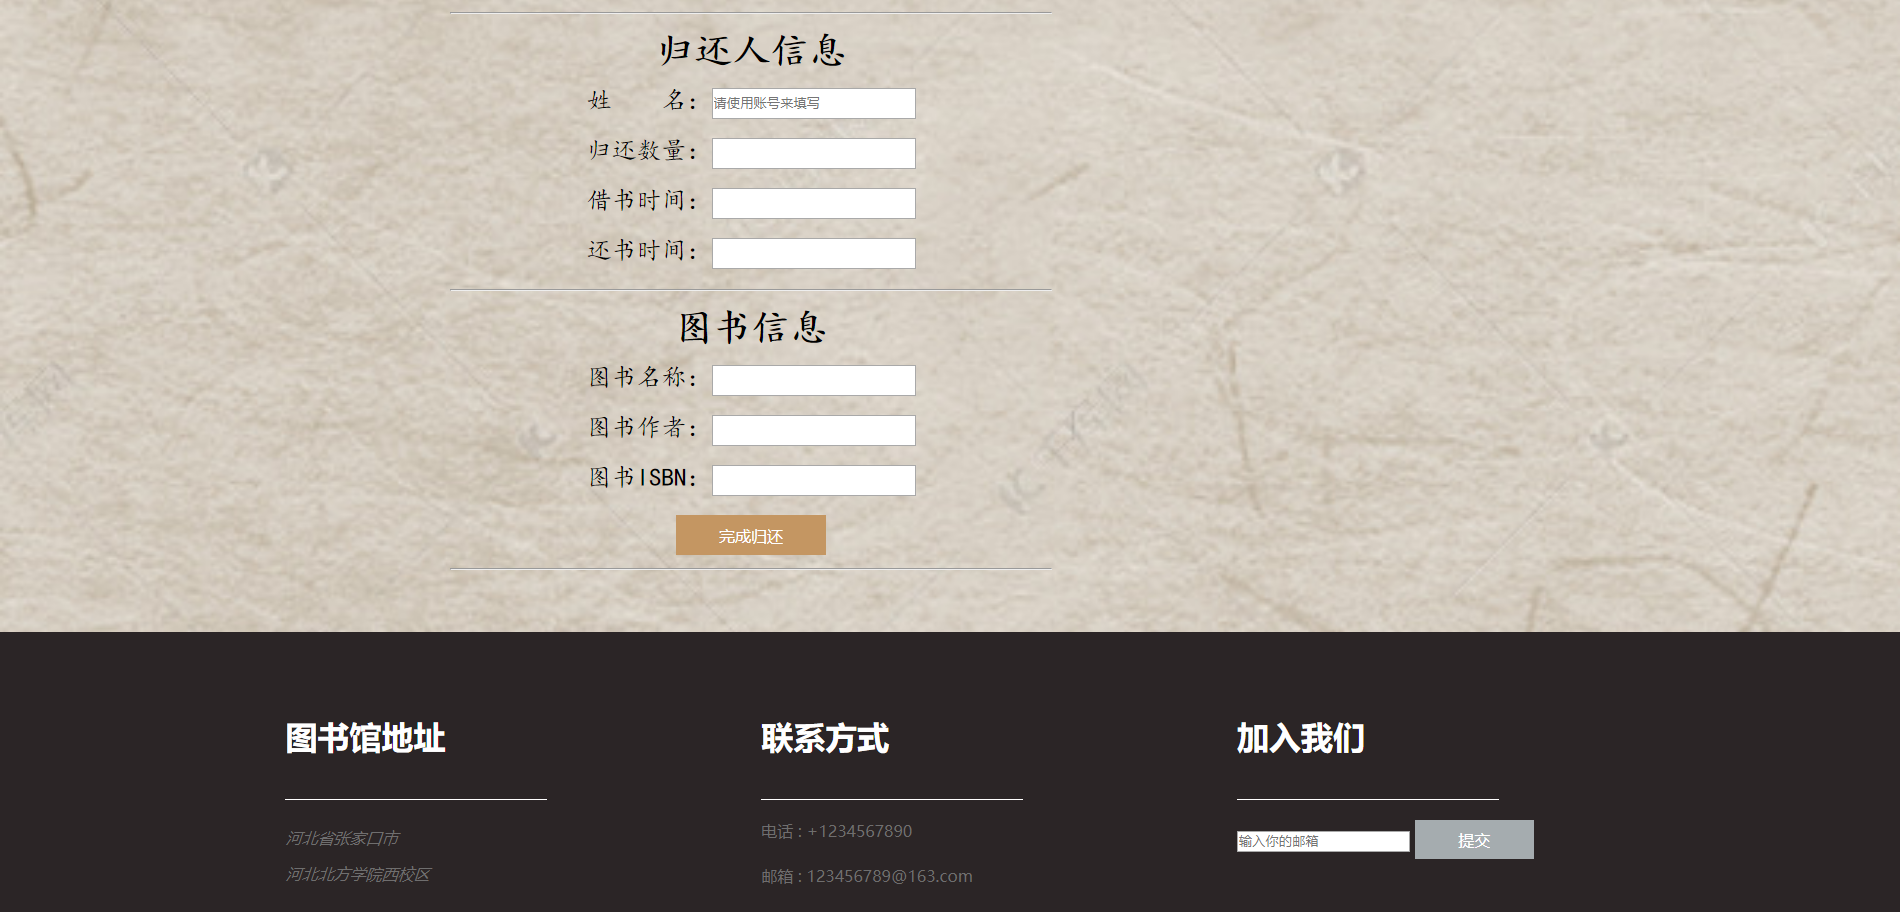 归还人信息
姓 名：请使用账号来填写
归还数量：
借书时间：
还书时间：
图书信息
图书名称：
图书作者：
图书ISBN：
完成归还
图书馆地址
联系方式
加入我们
河北省张家口市
河北北方学院西校区
电话 : +1234567890
邮箱 : 123456789@163.com
输入你的邮箱
提交